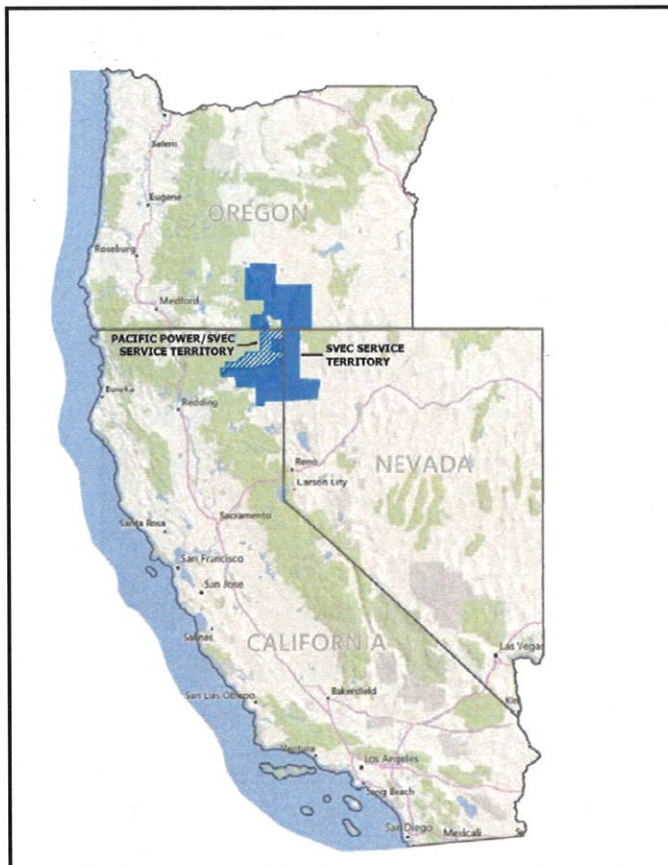 Salem
Eugene
OREGON
Roseburg
Medford
PACIFIC POWER/SVEC
SERVICE TERRITORY
SVEC SERVICE
TERRITORY
Eureka
Redding
Reno
NEVADA
Carson City
Sacramento
Santa Rosa
San Francisco
San Jose
Salinas
CALIFORNIA
Las Vegas
San Luis Obispo
Bakersfield
Kin
Ventura
Los Angeles
Long Beach
San Diego
Mexicali